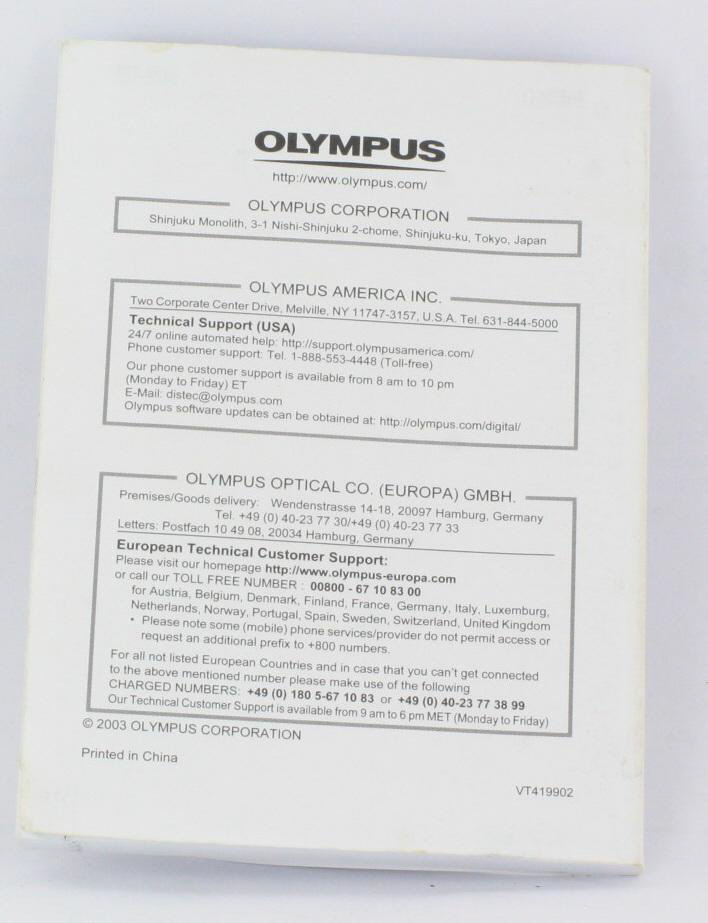 OLYMPUS
http://www.olympus.com/
OLYMPUS CORPORATION
Shinjuku Monolith, 3-1 Nishi-Shinjuku 2-chome, Shinjuku-ku, Tokyo, Japan
OLYMPUS AMERICA INC.
Two Corporate Center Drive, Melville, NY 11747-3157, U.S.A. Tel. 631-844-5000
Technical Support (USA)
24/7 online automated help: http://support.olympusamerica.com/
Phone customer support: Tel. 1-888-553-4448 (Toll-free)
Our phone customer support is available from 8 am to 10 pm
(Monday to Friday) ET
E-Mail: distec@olympus.com
Olympus software updates can be obtained at: http://olympus.com/digital/
OLYMPUS OPTICAL CO. (EUROPA) GMBH.
Premises/Goods delivery: Wendenstrasse 14-18, 20097 Hamburg, Germany
Tel. +49 (0) 40-23 77 30/+49 (0) 40-23 77 33
Letters: Postfach 10 49 08, 20034 Hamburg, Germany
European Technical Customer Support:
Please visit our homepage http://www.olympus-europa.com
or call our TOLL FREE NUMBER : 00800 - 67 10 83 00
for Austria, Belgium, Denmark, Finland, France, Germany, Italy, Luxemburg,
Netherlands, Norway, Portugal, Spain, Sweden, Switzerland, United Kingdom
• Please note some (mobile) phone services/provider do not permit access or
request an additional prefix to +800 numbers.
For all not listed European Countries and in case that you can't get connected
to the above mentioned number please make use of the following
CHARGED NUMBERS: +49 (0) 180 5-67 10 83 or +49 (0) 40-23 77 38 99
Our Technical Customer Support is available from 9 am to 6 pm MET (Monday to Friday)
© 2003 OLYMPUS CORPORATION
Printed in China
VT419902